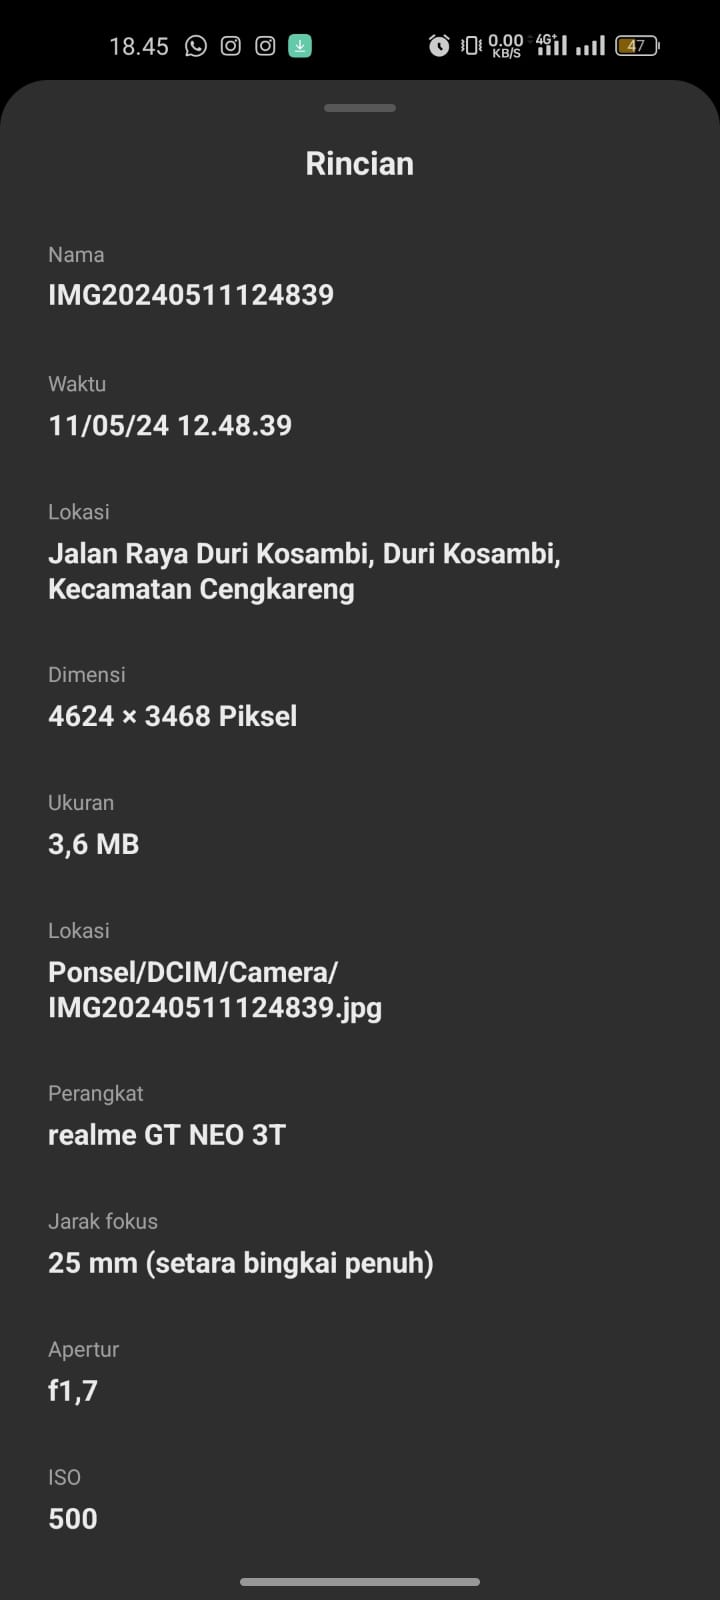 18.45 0.00 KB/S 4G+ 47
Rincian
Nama
IMG20240511124839
Waktu
11/05/24 12.48.39
Lokasi
Jalan Raya Duri Kosambi, Duri Kosambi,
Kecamatan Cengkareng
Dimensi
4624 × 3468 Piksel
Ukuran
3,6 MB
Lokasi
Ponsel/DCIM/Camera/
IMG20240511124839.jpg
Perangkat
realme GT NEO 3T
Jarak fokus
25 mm (setara bingkai penuh)
Apertur
f1,7
ISO
500